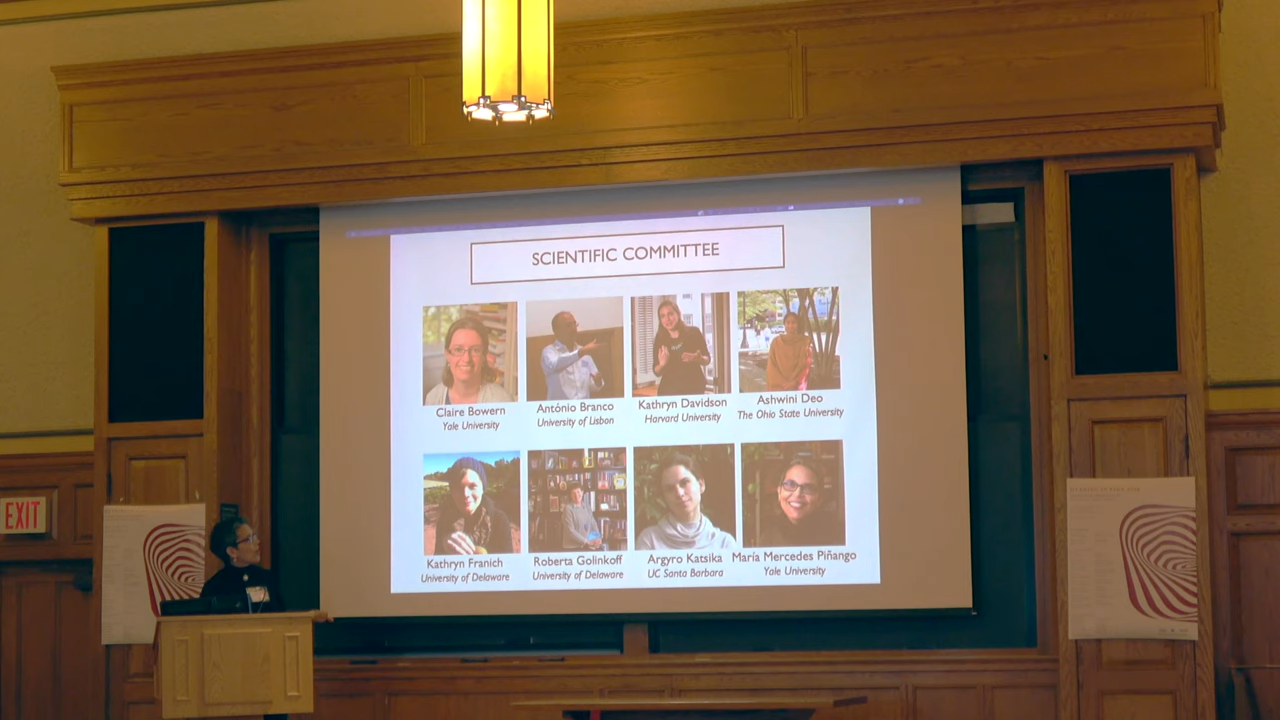 SCIENTIFIC COMMITTEE
Claire Bowern
Yale University
António Branco
University of Lisbon
Kathryn Davidson
Harvard University
Ashwini Deo
The Ohio State University
Kathryn Franich
University of Delaware
Roberta Golinkoff
University of Delaware
Argyro Katsika
UC Santa Barbara
María Mercedes Piñango
Yale University
EXIT